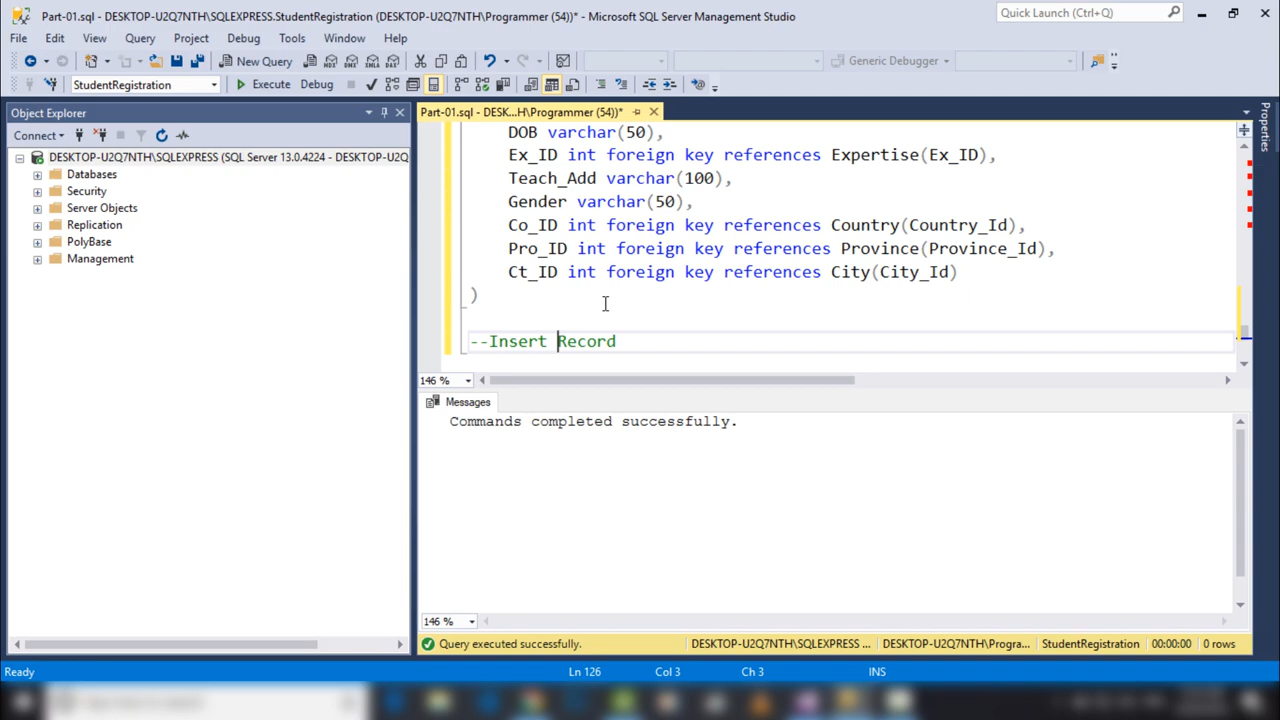 Part-01.sql - DESKTOP-U2Q7NTH\SQLEXPRESS.StudentRegistration (DESKTOP-U2Q7NTH\Programmer (54))* - Microsoft SQL Server Management Studio
Quick Launch (Ctrl+Q)
File Edit View Query Project Debug Tools Window Help
New Query
Generic Debugger
StudentRegistration
Execute Debug
Object Explorer
Connect
DESKTOP-U2Q7NTH\SQLEXPRESS (SQL Server 13.0.4224 - DESKTOP-U2Q
Databases
Security
Server Objects
Replication
PolyBase
Management
Part-01.sql - DESK...H\Programmer (54))*
DOB varchar(50),
Ex_ID int foreign key references Expertise(Ex_ID),
Teach_Add varchar(100),
Gender varchar(50),
Co_ID int foreign key references Country(Country_Id),
Pro_ID int foreign key references Province(Province_Id),
Ct_ID int foreign key references City(City_Id)
)
--Insert Record
146 %
Messages
Commands completed successfully.
146 %
Query executed successfully.
DESKTOP-U2Q7NTH\SQLEXPRESS ... DESKTOP-U2Q7NTH\Progra... StudentRegistration 00:00:00 0 rows
Ready Ln 126 Col 3 Ch 3 INS
Properties